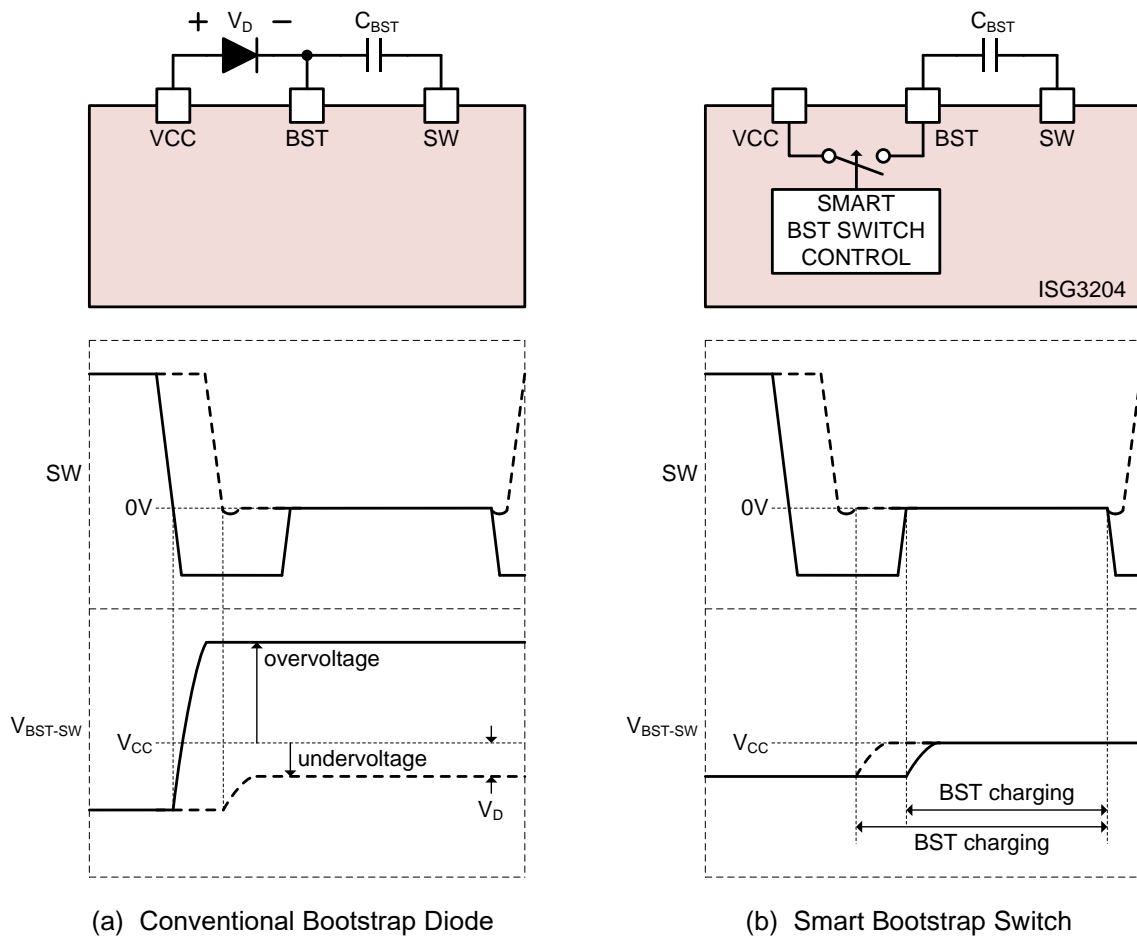 + VD − CBST
VCC BST SW
SW
0V
VBST-SW
VCC
overvoltage
undervoltage
VD
(a) Conventional Bootstrap Diode
CBST
VCC BST SW
SMART
BST SWITCH
CONTROL
ISG3204
SW
0V
VBST-SW
VCC
BST charging
BST charging
(b) Smart Bootstrap Switch